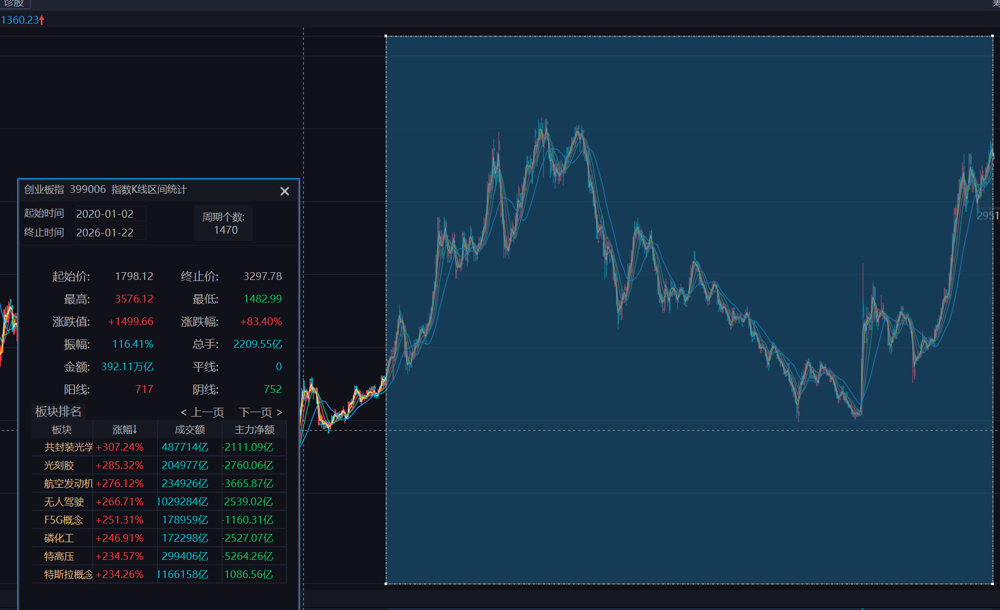 诊股
1360.23
创业板指 399006 指数K线区间统计
起始时间 2020-01-02
终止时间 2026-01-22
周期个数:
1470
起始价: 1798.12 终止价: 3297.78
最高: 3576.12 最低: 1482.99
涨跌值: +1499.66 涨跌幅: +83.40%
振幅: 116.41% 总手: 2209.55亿
金额: 392.11万亿 平线: 0
阳线: 717 阴线: 752
板块排名 < 上一页 下一页 >
板块 涨幅↓ 成交额 主力净额
共封装光学 +307.24% 487714亿 -2111.09亿
光刻胶 +285.32% 204977亿 -2760.06亿
航空发动机 +276.12% 234926亿 -3665.87亿
无人驾驶 +266.71% 1029284亿 2539.02亿
F5G概念 +251.31% 178959亿 -1160.31亿
磷化工 +246.91% 172298亿 -2527.07亿
特高压 +234.57% 299406亿 -5264.26亿
特斯拉概念 +234.26% 1166158亿 1086.56亿
2951